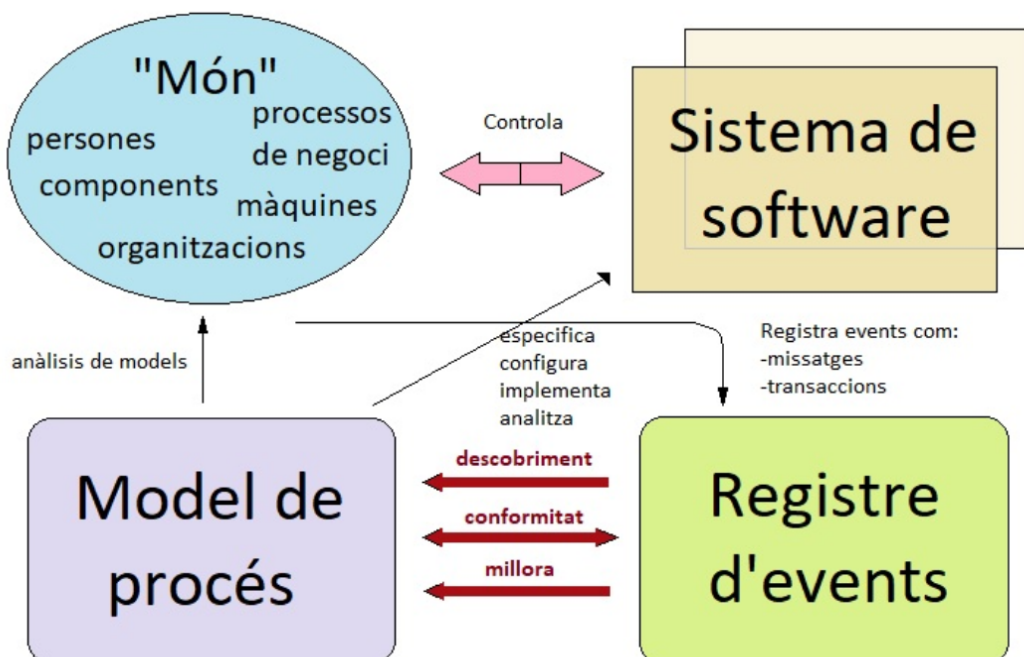 "Món"
persones
processos
de negoci
components
màquines
organitzacions
Controla
Sistema de
software
anàlisis de models
especifica
configura
implementa
analitza
Registra events com:
-missatges
-transaccions
Model de
procés
descobriment
conformitat
millora
Registre
d'events